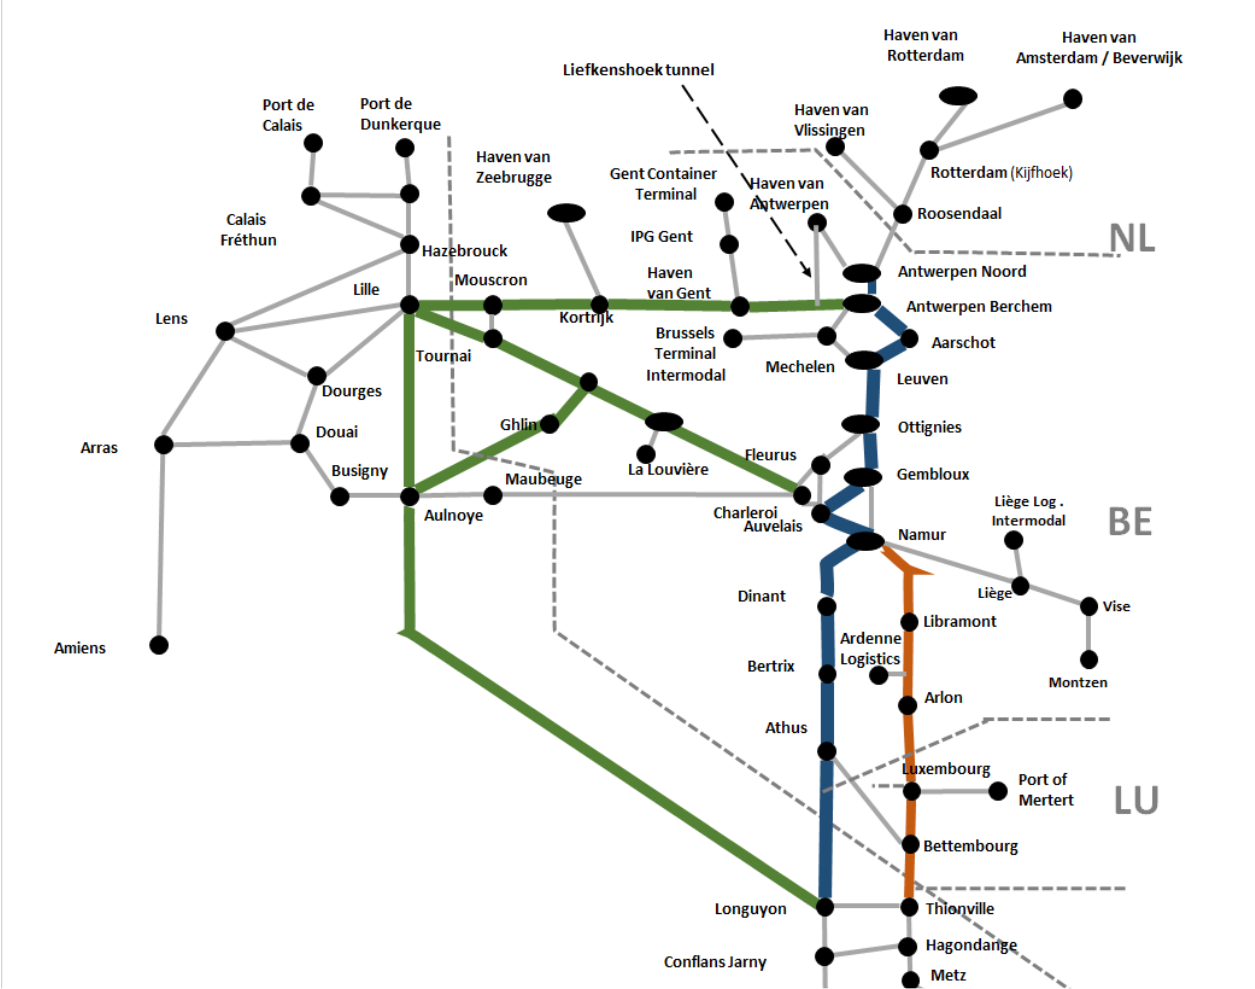 Haven van
Rotterdam
Haven van
Amsterdam / Beverwijk
Liefkenshoek tunnel
Port de
Calais
Port de
Dunkerque
Haven van
Vlissingen
Haven van
Zeebrugge
Gent Container
Terminal
Haven van
Antwerpen
Rotterdam (Kijfhoek)
Calais
Fréthun
Roosendaal
IPG Gent
NL
Hazebrouck
Mouscron
Haven
van Gent
Antwerpen Noord
Lille
Antwerpen Berchem
Lens
Kortrijk
Tournai
Brussels
Terminal
Intermodal
Mechelen
Aarschot
Leuven
Dourges
Ghlin
Ottignies
Douai
Arras
Busigny
La Louvière
Fleurus
Gembloux
Maubeuge
Aulnoye
Charleroi
Auvelais
Liège Log .
Intermodal
BE
Namur
Liège
Vise
Dinant
Libramont
Amiens
Ardenne
Logistics
Bertrix
Montzen
Arlon
Athus
Luxembourg
Port of
Mertert
LU
Bettembourg
Longuyon
Thionville
Hagondange
Conflans Jarny
Metz